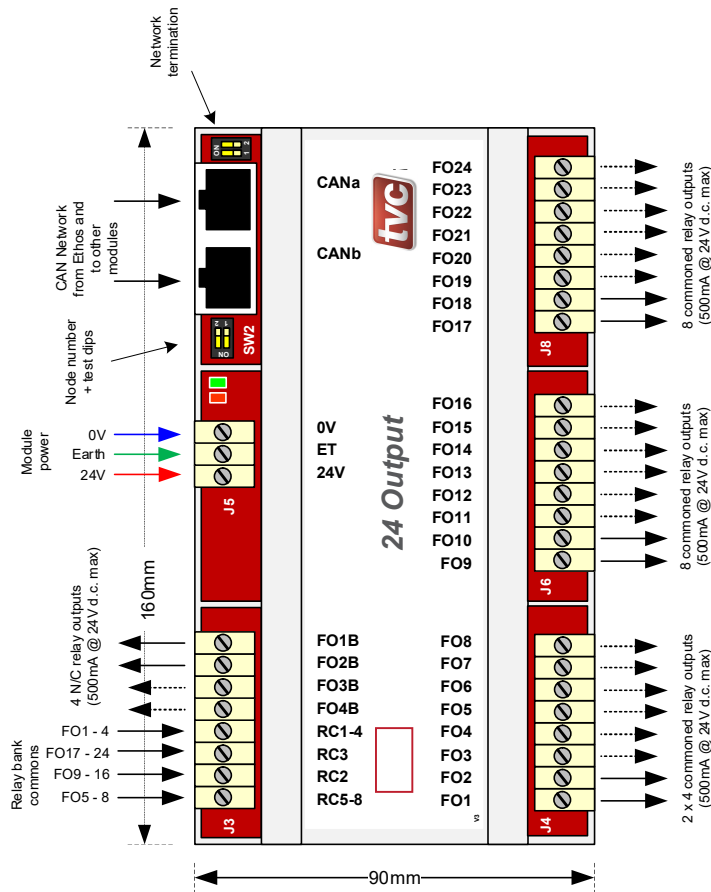 Network
termination
CAN Network
from Ethos and
to other
modules
Node number
+ test dips
Module
power
0V
Earth
24V
160mm
4 N/C relay outputs
(500mA @ 24V d.c. max)
Relay bank
commons
FO1 - 4
FO17 - 24
FO9 - 16
FO5 - 8
ON
1 2
ON
1 2
SW2
J5
J3
CANa
CANb
tvc
0V
ET
24V
24 Output
FO1B
FO2B
FO3B
FO4B
RC1-4
RC3
RC2
RC5-8
FO24
FO23
FO22
FO21
FO20
FO19
FO18
FO17
FO16
FO15
FO14
FO13
FO12
FO11
FO10
FO9
FO8
FO7
FO6
FO5
FO4
FO3
FO2
FO1
V3
J8
J6
J4
8 commoned relay outputs
(500mA @ 24V d.c. max)
8 commoned relay outputs
(500mA @ 24V d.c. max)
2 x 4 commoned relay outputs
(500mA @ 24V d.c. max)
90mm